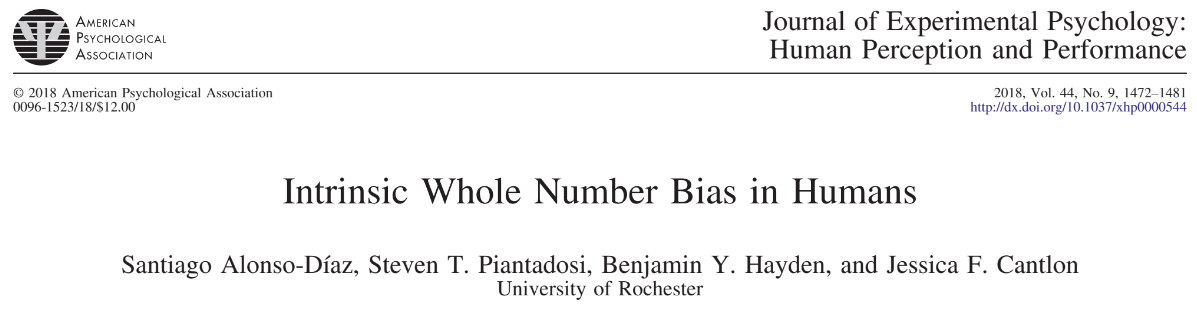 AMERICAN
PSYCHOLOGICAL
ASSOCIATION
Journal of Experimental Psychology:
Human Perception and Performance
© 2018 American Psychological Association
0096-1523/18/$12.00
2018, Vol. 44, No. 9, 1472–1481
http://dx.doi.org/10.1037/xhp0000544
Intrinsic Whole Number Bias in Humans
Santiago Alonso-Díaz, Steven T. Piantadosi, Benjamin Y. Hayden, and Jessica F. Cantlon
University of Rochester